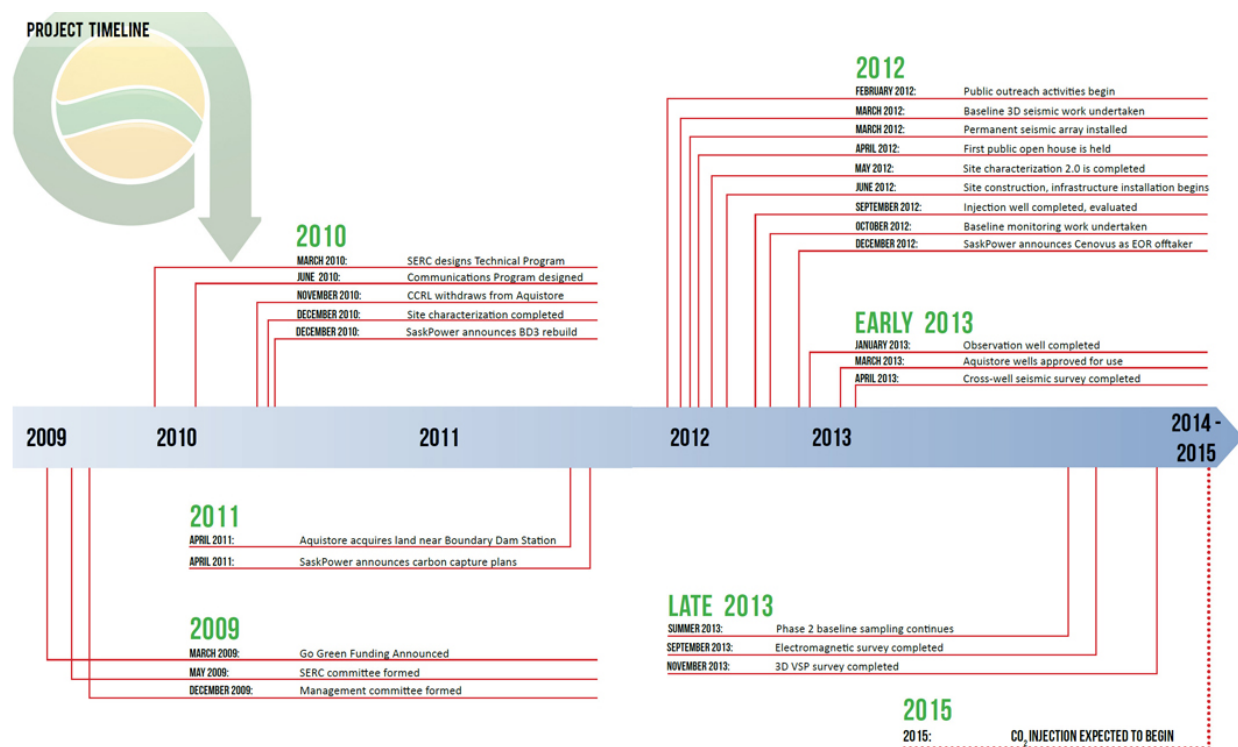 PROJECT TIMELINE
2012
FEBRUARY 2012: Public outreach activities begin
MARCH 2012: Baseline 3D seismic work undertaken
MARCH 2012: Permanent seismic array installed
APRIL 2012: First public open house is held
MAY 2012: Site characterization 2.0 is completed
JUNE 2012: Site construction, infrastructure installation begins
SEPTEMBER 2012: Injection well completed, evaluated
OCTOBER 2012: Baseline monitoring work undertaken
DECEMBER 2012: SaskPower announces Cenovus as EOR offtaker
2010
MARCH 2010: SERC designs Technical Program
JUNE 2010: Communications Program designed
NOVEMBER 2010: CCRL withdraws from Aquistore
DECEMBER 2010: Site characterization completed
DECEMBER 2010: SaskPower announces BD3 rebuild
EARLY 2013
JANUARY 2013: Observation well completed
MARCH 2013: Aquistore wells approved for use
APRIL 2013: Cross-well seismic survey completed
2009 2010 2011 2012 2013 2014 -
2015
2011
APRIL 2011: Aquistore acquires land near Boundary Dam Station
APRIL 2011: SaskPower announces carbon capture plans
2009
MARCH 2009: Go Green Funding Announced
MAY 2009: SERC committee formed
DECEMBER 2009: Management committee formed
LATE 2013
SUMMER 2013: Phase 2 baseline sampling continues
SEPTEMBER 2013: Electromagnetic survey completed
NOVEMBER 2013: 3D VSP survey completed
2015
2015: CO₂ INJECTION EXPECTED TO BEGIN